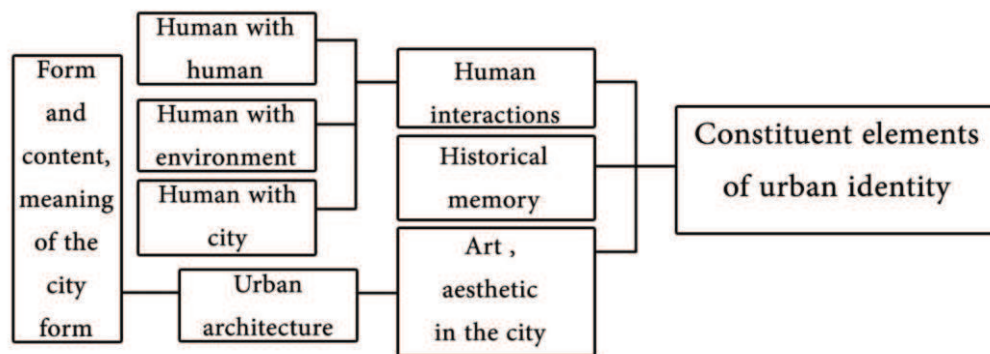 Form
and
content,
meaning
of the
city
form
Human with
human
Human with
environment
Human with
city
Urban
architecture
Human
interactions
Historical
memory
Art ,
aesthetic
in the city
Constituent elements
of urban identity